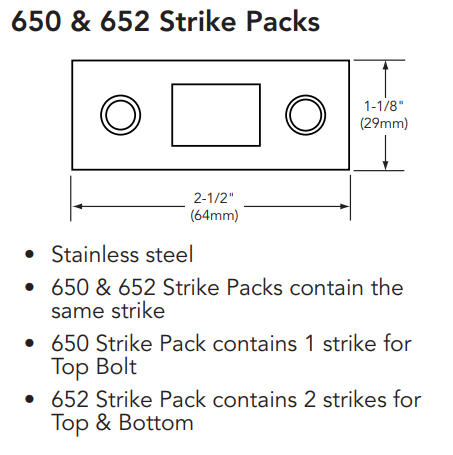 650 & 652 Strike Packs
1-1/8"
(29mm)
2-1/2"
(64mm)
• Stainless steel
• 650 & 652 Strike Packs contain the
same strike
• 650 Strike Pack contains 1 strike for
Top Bolt
• 652 Strike Pack contains 2 strikes for
Top & Bottom